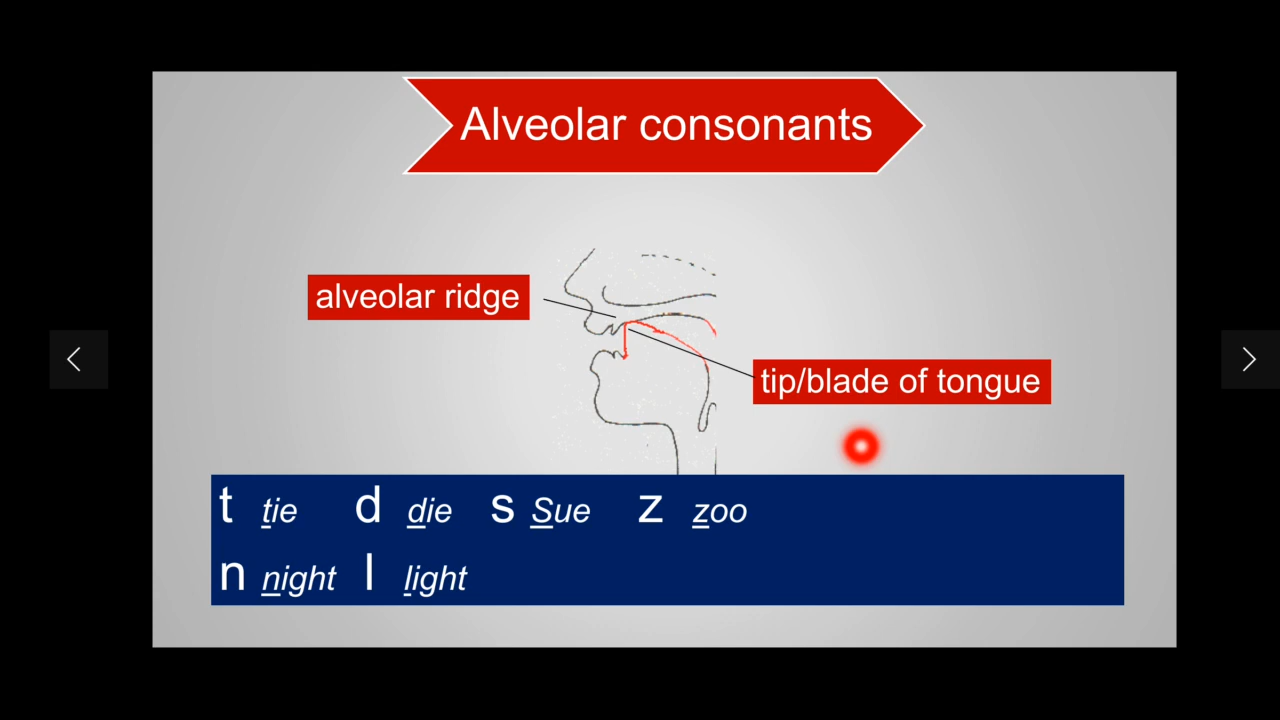 Alveolar consonants
alveolar ridge
tip/blade of tongue
t tie d die s Sue z zoo
n night l light